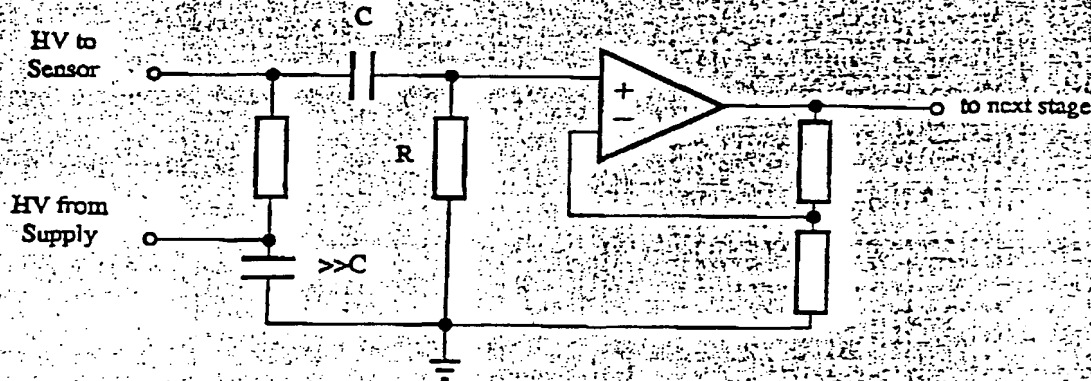 C
HV to
Sensor
+
−
to next stage
R
HV from
Supply
>>C